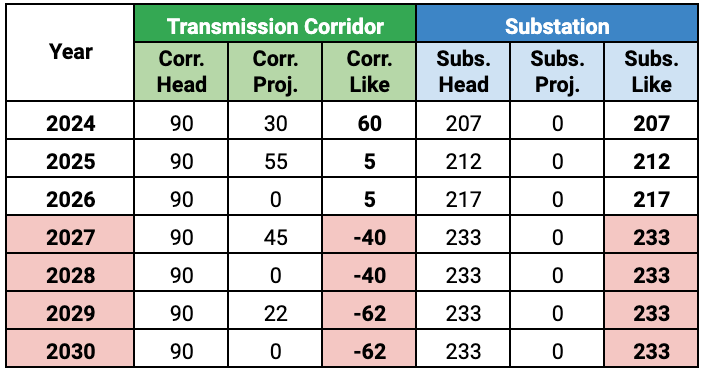 Year Transmission Corridor Substation
Corr. Head Corr. Proj. Corr. Like Subs. Head Subs. Proj. Subs. Like
2024 90 30 60 207 0 207
2025 90 55 5 212 0 212
2026 90 0 5 217 0 217
2027 90 45 -40 233 0 233
2028 90 0 -40 233 0 233
2029 90 22 -62 233 0 233
2030 90 0 -62 233 0 233